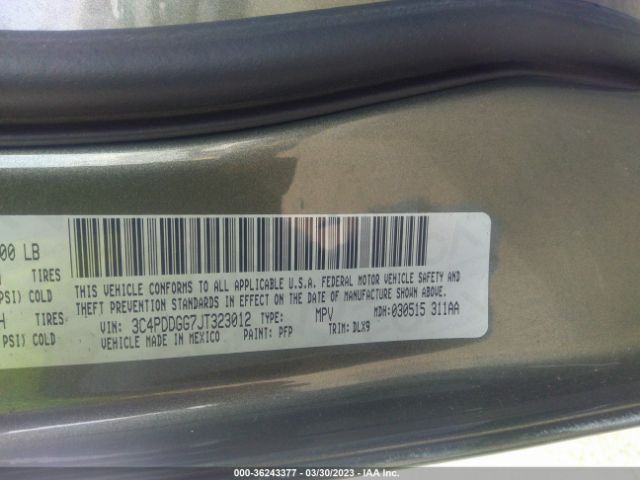 00 LB
TIRES
PSI) COLD
TIRES
PSI) COLD
THIS VEHICLE CONFORMS TO ALL APPLICABLE U.S.A. FEDERAL MOTOR VEHICLE SAFETY AND
THEFT PREVENTION STANDARDS IN EFFECT ON THE DATE OF MANUFACTURE SHOWN ABOVE.
VIN: 3C4PDDGG7JT323012 TYPE: MPV MDH:030515 311AA
VEHICLE MADE IN MEXICO PAINT: PFP TRIM: DLX9
000-36243377 - 03/30/2023 - Copyright IAA, Inc.